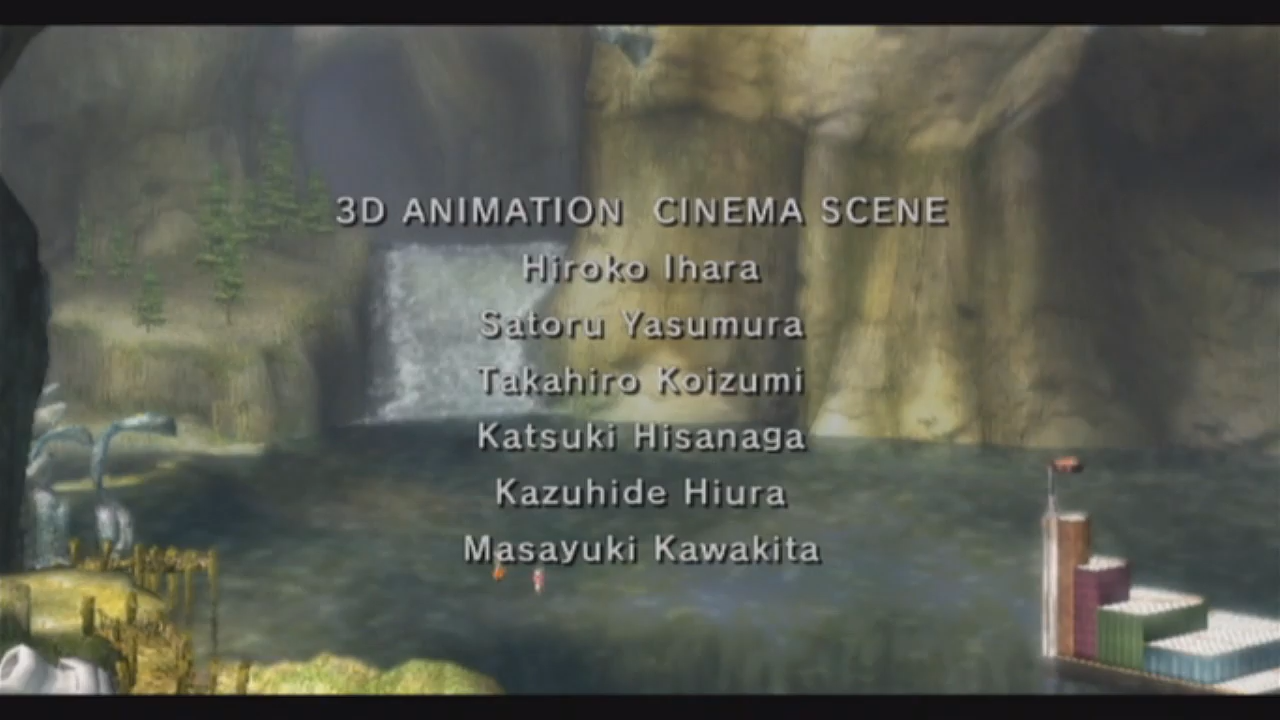 3D ANIMATION CINEMA SCENE
Hiroko Ihara
Satoru Yasumura
Takahiro Koizumi
Katsuki Hisanaga
Kazuhide Hiura
Masayuki Kawakita